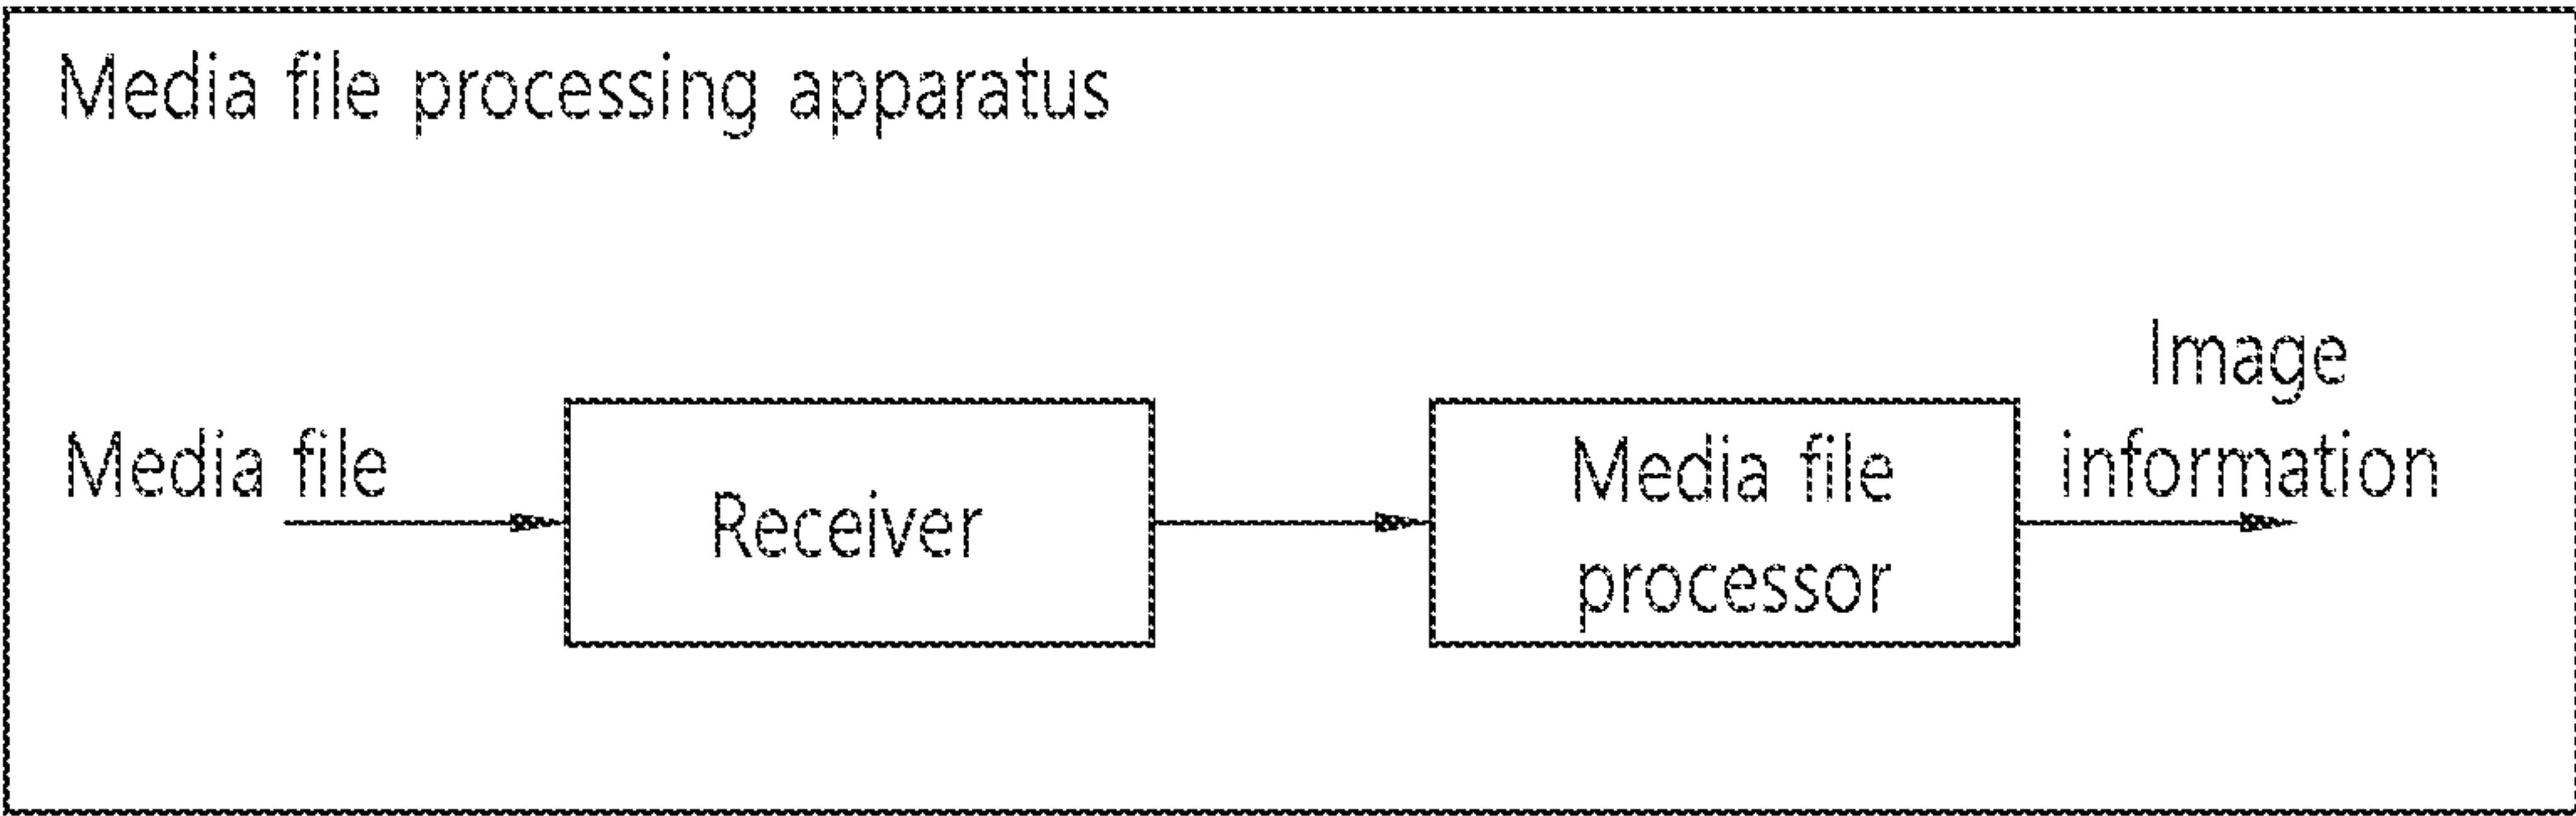 Media file processing apparatus
Media file
Receiver
Media file
processor
Image
information